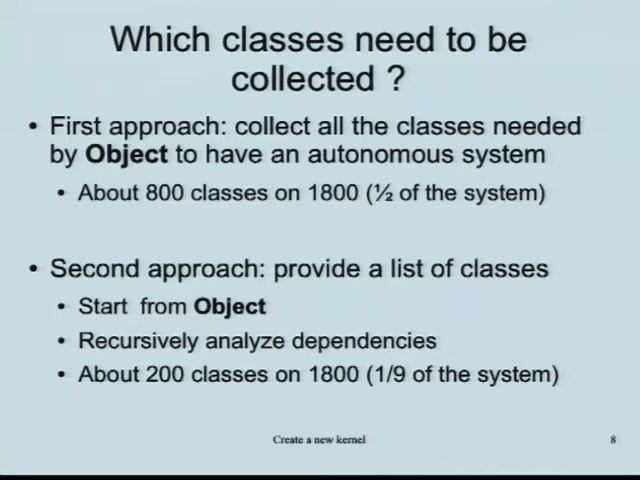 Which classes need to be
collected ?
• First approach: collect all the classes needed
by Object to have an autonomous system
• About 800 classes on 1800 (½ of the system)
• Second approach: provide a list of classes
• Start from Object
• Recursively analyze dependencies
• About 200 classes on 1800 (1/9 of the system)
Create a new kernel
8